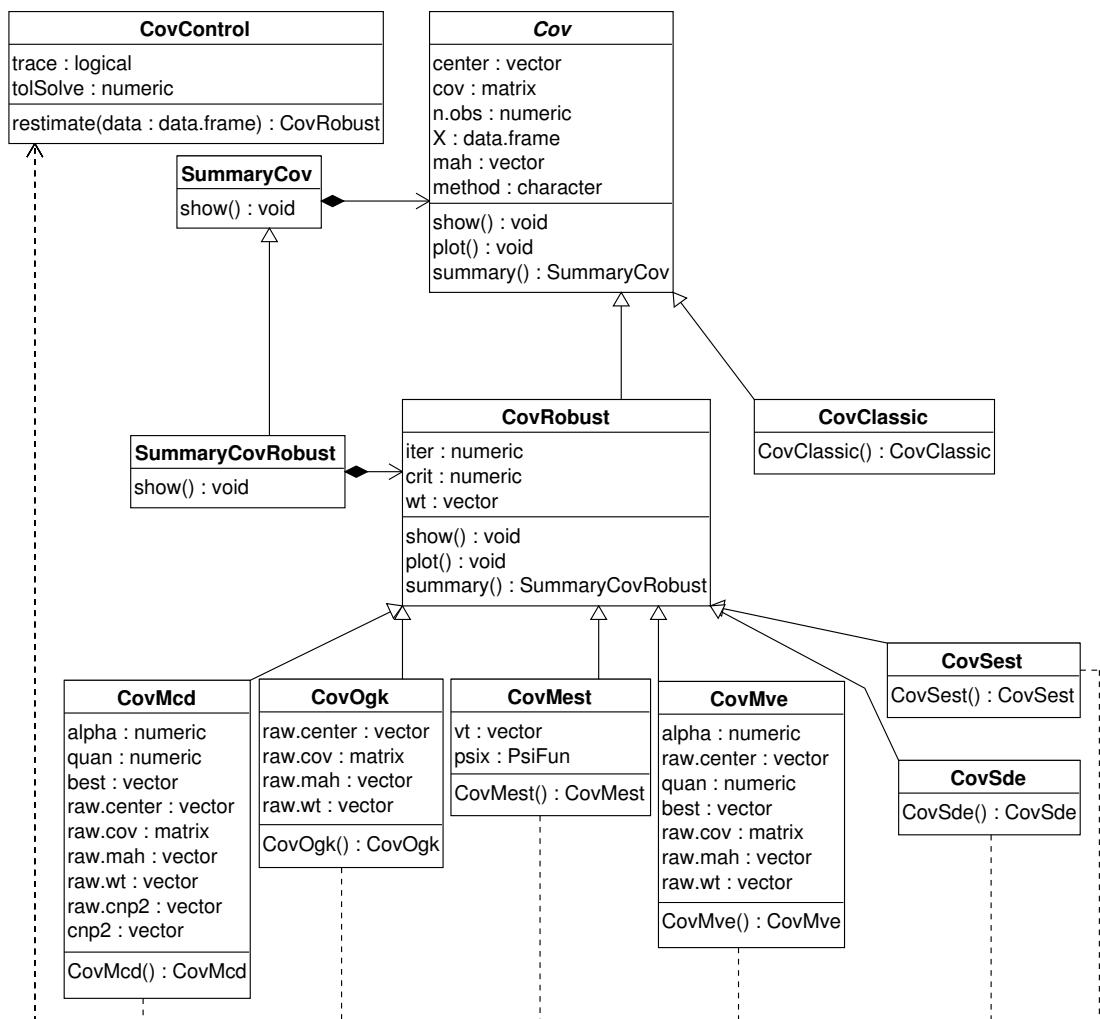 CovControl
trace : logical
tolSolve : numeric
restimate(data : data.frame) : CovRobust
Cov
center : vector
cov : matrix
n.obs : numeric
X : data.frame
mah : vector
method : character
show() : void
plot() : void
summary() : SummaryCov
SummaryCov
show() : void
SummaryCovRobust
show() : void
CovRobust
iter : numeric
crit : numeric
wt : vector
show() : void
plot() : void
summary() : SummaryCovRobust
CovClassic
CovClassic() : CovClassic
CovMcd
alpha : numeric
quan : numeric
best : vector
raw.center : vector
raw.cov : matrix
raw.mah : vector
raw.wt : vector
raw.cnp2 : vector
cnp2 : vector
CovMcd() : CovMcd
CovOgk
raw.center : vector
raw.cov : matrix
raw.mah : vector
raw.wt : vector
CovOgk() : CovOgk
CovMest
vt : vector
psix : PsiFun
CovMest() : CovMest
CovMve
alpha : numeric
raw.center : vector
quan : numeric
best : vector
raw.cov : matrix
raw.mah : vector
raw.wt : vector
CovMve() : CovMve
CovSest
CovSest() : CovSest
CovSde
CovSde() : CovSde